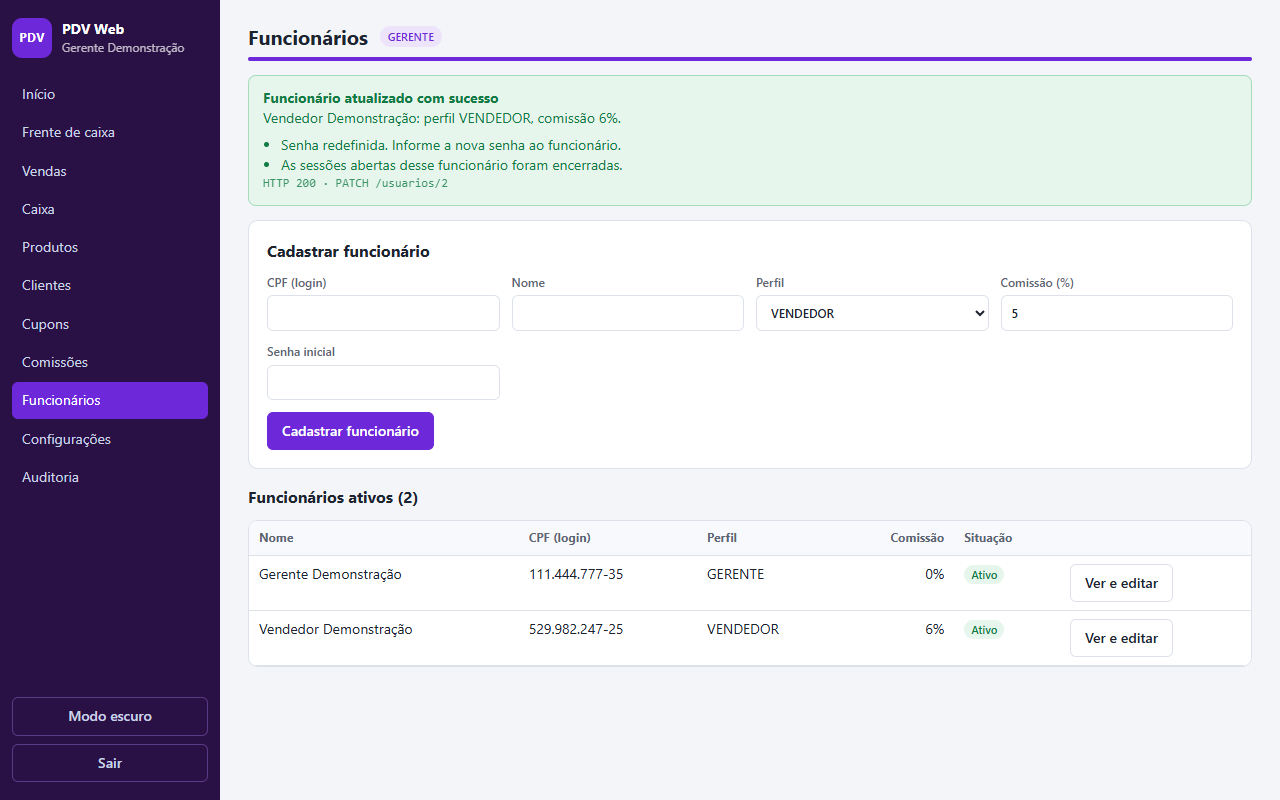 PDV
PDV Web
Gerente Demonstração
Início
Frente de caixa
Vendas
Caixa
Produtos
Clientes
Cupons
Comissões
Funcionários
Configurações
Auditoria
Modo escuro
Sair
Funcionários GERENTE
Funcionário atualizado com sucesso
Vendedor Demonstração: perfil VENDEDOR, comissão 6%.
• Senha redefinida. Informe a nova senha ao funcionário.
• As sessões abertas desse funcionário foram encerradas.
HTTP 200 · PATCH /usuarios/2
Cadastrar funcionário
CPF (login) Nome Perfil Comissão (%)
VENDEDOR 5
Senha inicial
Cadastrar funcionário
Funcionários ativos (2)
Nome CPF (login) Perfil Comissão Situação
Gerente Demonstração 111.444.777-35 GERENTE 0% Ativo Ver e editar
Vendedor Demonstração 529.982.247-25 VENDEDOR 6% Ativo Ver e editar